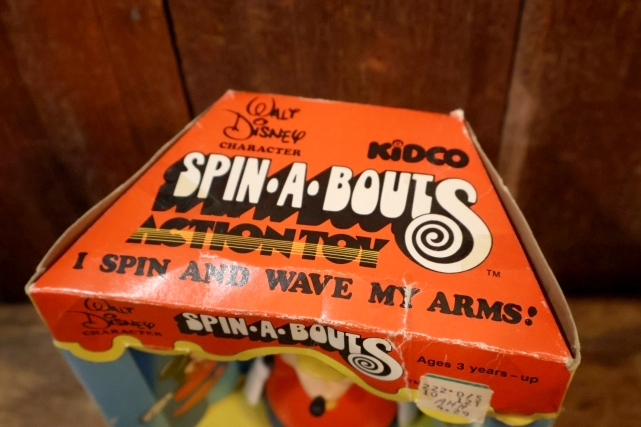 WALT
DISNEY
CHARACTER
KIDCO
SPIN•A•BOUTS
ACTION TOY
TM
I SPIN AND WAVE MY ARMS!
WALT
DISNEY
CHARACTER
SPIN•A•BOUTS
Ages 3 years-up